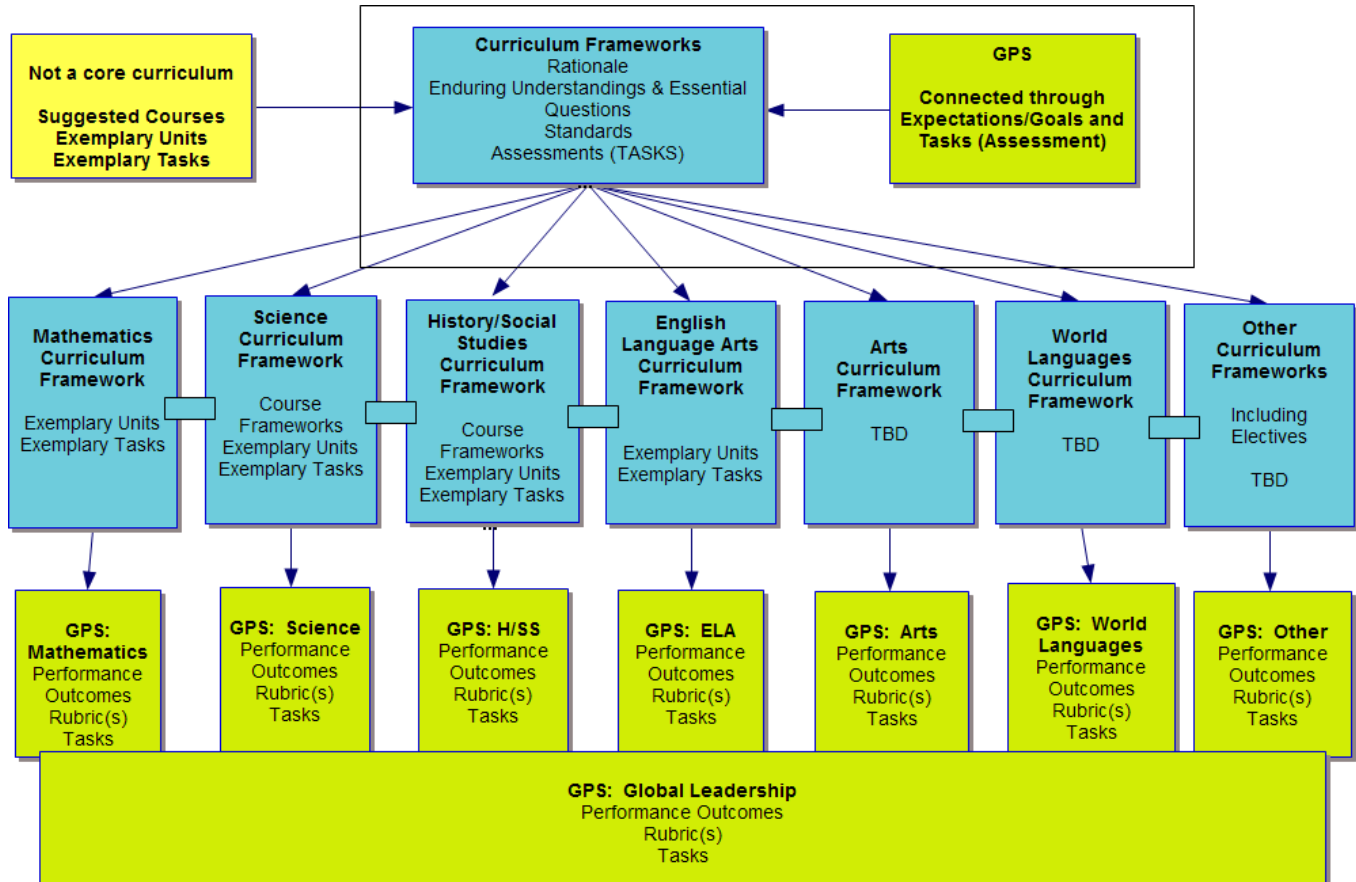 Not a core curriculum
Suggested Courses
Exemplary Units
Exemplary Tasks
Curriculum Frameworks
Rationale
Enduring Understandings & Essential
Questions
Standards
Assessments (TASKS)
...
GPS
Connected through
Expectations/Goals and
Tasks (Assessment)
Mathematics
Curriculum
Framework
Exemplary Units
Exemplary Tasks
Science
Curriculum
Framework
Course
Frameworks
Exemplary Units
Exemplary Tasks
History/Social
Studies
Curriculum
Framework
Course
Frameworks
Exemplary Units
Exemplary Tasks
...
English
Language Arts
Curriculum
Framework
Exemplary Units
Exemplary Tasks
Arts
Curriculum
Framework
TBD
World
Languages
Curriculum
Framework
TBD
Other
Curriculum
Frameworks
Including
Electives
TBD
GPS:
Mathematics
Performance
Outcomes
Rubric(s)
Tasks
GPS:  Science
Performance
Outcomes
Rubric(s)
Tasks
GPS: H/SS
Performance
Outcomes
Rubric(s)
Tasks
GPS:  ELA
Performance
Outcomes
Rubric(s)
Tasks
GPS:  Arts
Performance
Outcomes
Rubric(s)
Tasks
GPS:  World
Languages
Performance
Outcomes
Rubric(s)
Tasks
GPS:  Other
Performance
Outcomes
Rubric(s)
Tasks
GPS:  Global Leadership
Performance Outcomes
Rubric(s)
Tasks